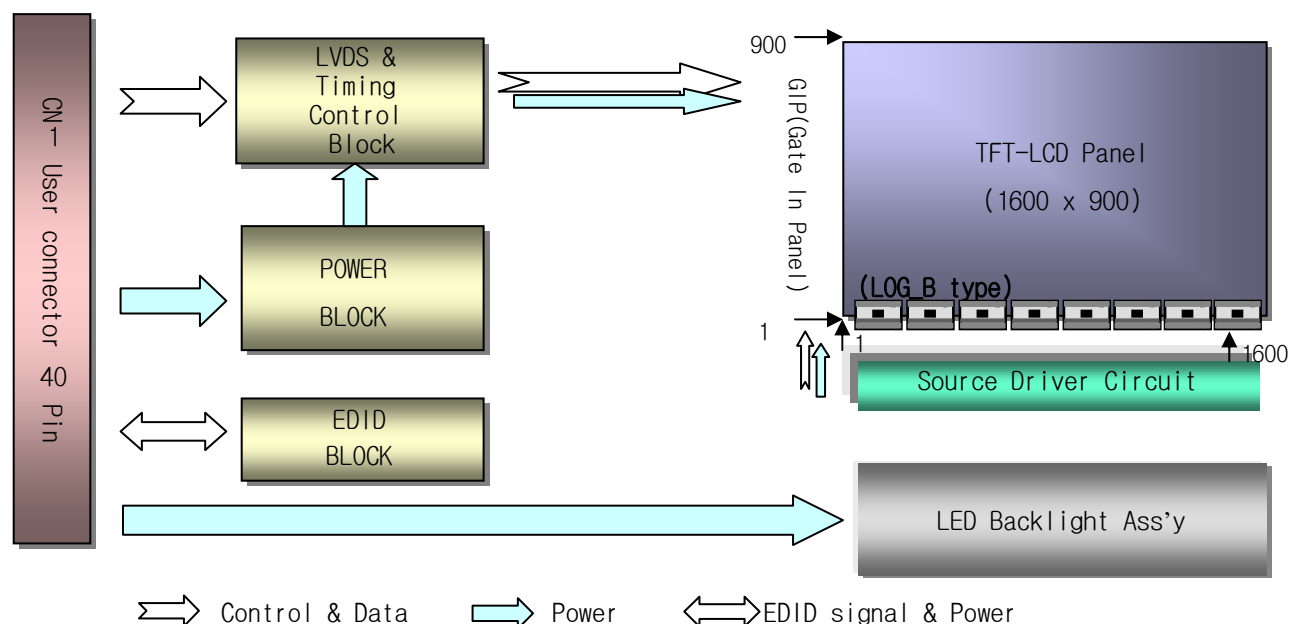 CN1 User connector 40 Pin
LVDS &
Timing
Control
Block
POWER
BLOCK
EDID
BLOCK
900
GIP(Gate In Panel)
1
TFT-LCD Panel
(1600 x 900)
(LOG_B type)
1
1600
Source Driver Circuit
LED Backlight Ass’y
Control & Data
Power
EDID signal & Power